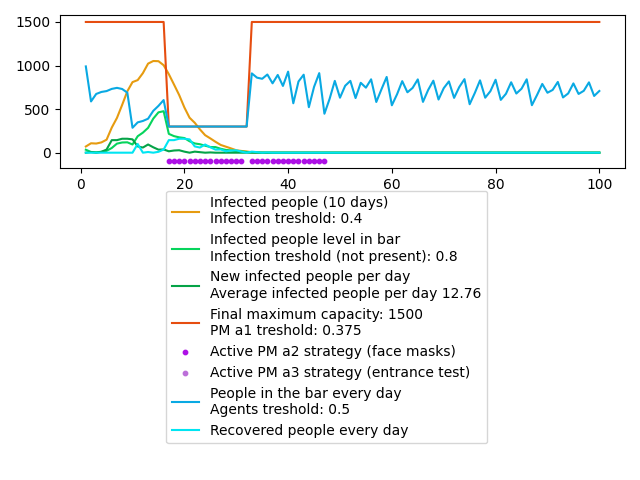 1500
1000
500
0
0 20 40 60 80 100
Infected people (10 days)
Infection treshold: 0.4
Infected people level in bar
Infection treshold (not present): 0.8
New infected people per day
Average infected people per day 12.76
Final maximum capacity: 1500
PM a1 treshold: 0.375
Active PM a2 strategy (face masks)
Active PM a3 strategy (entrance test)
People in the bar every day
Agents treshold: 0.5
Recovered people every day